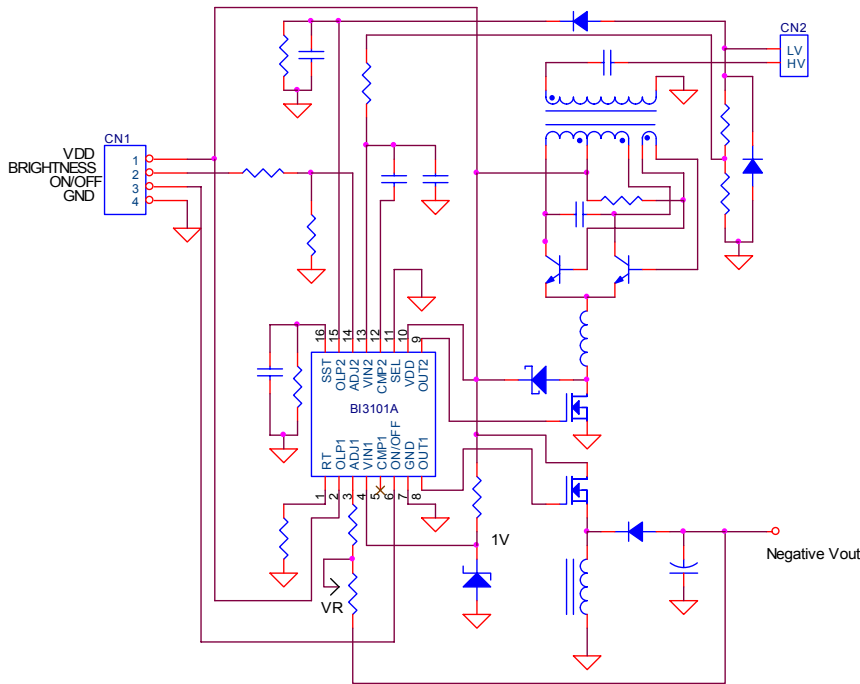 CN2
LV
HV
CN1
VDD 1
BRIGHTNESS 2
ON/OFF 3
GND 4
16 15 14 13 12 11 10 9
SST OLP2 ADJ2 VIN2 CMP2 SEL VDD OUT2
BI3101A
RT OLP1 ADJ1 VIN1 CMP1 ON/OFF GND OUT1
1 2 3 4 5 6 7 8
1V
Negative Vout
VR